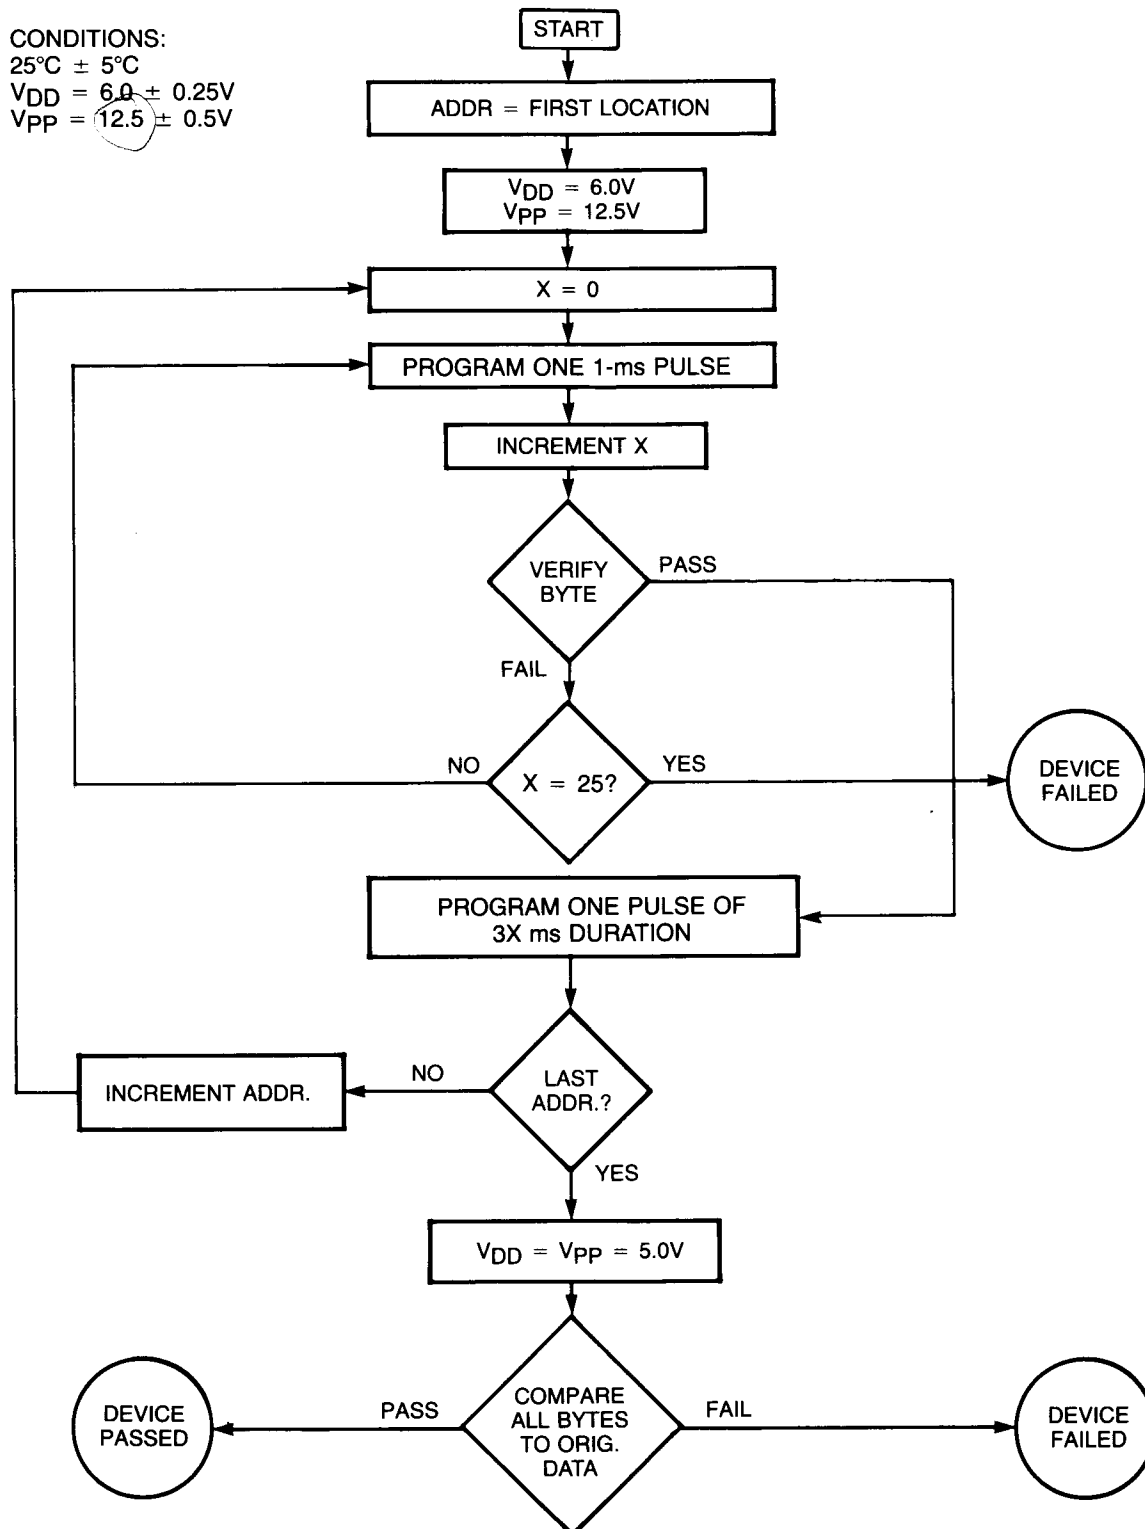 CONDITIONS:
25°C ± 5°C
VDD = 6.0 ± 0.25V
VPP = 12.5 ± 0.5V
START
ADDR = FIRST LOCATION
VDD = 6.0V
VPP = 12.5V
X = 0
PROGRAM ONE 1-ms PULSE
INCREMENT X
VERIFY
BYTE
PASS
FAIL
X = 25?
NO
YES
DEVICE
FAILED
PROGRAM ONE PULSE OF
3X ms DURATION
LAST
ADDR.?
NO
INCREMENT ADDR.
YES
VDD = VPP = 5.0V
COMPARE
ALL BYTES
TO ORIG.
DATA
PASS
DEVICE
PASSED
FAIL
DEVICE
FAILED